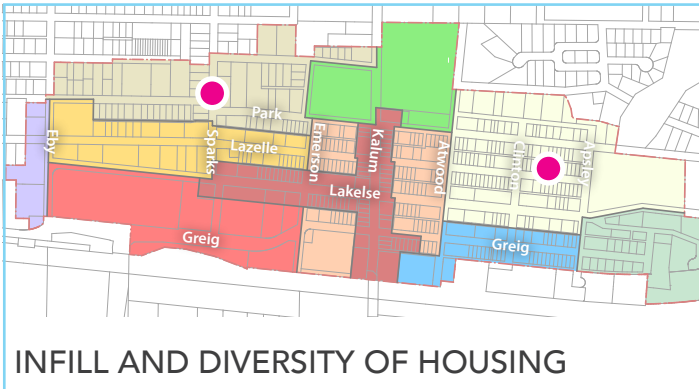 Park
Eby
Sparks
Lazelle
Emerson
Kalum
Atwood
Clinton
Apsley
Lakelse
Greig
Greig
INFILL AND DIVERSITY OF HOUSING